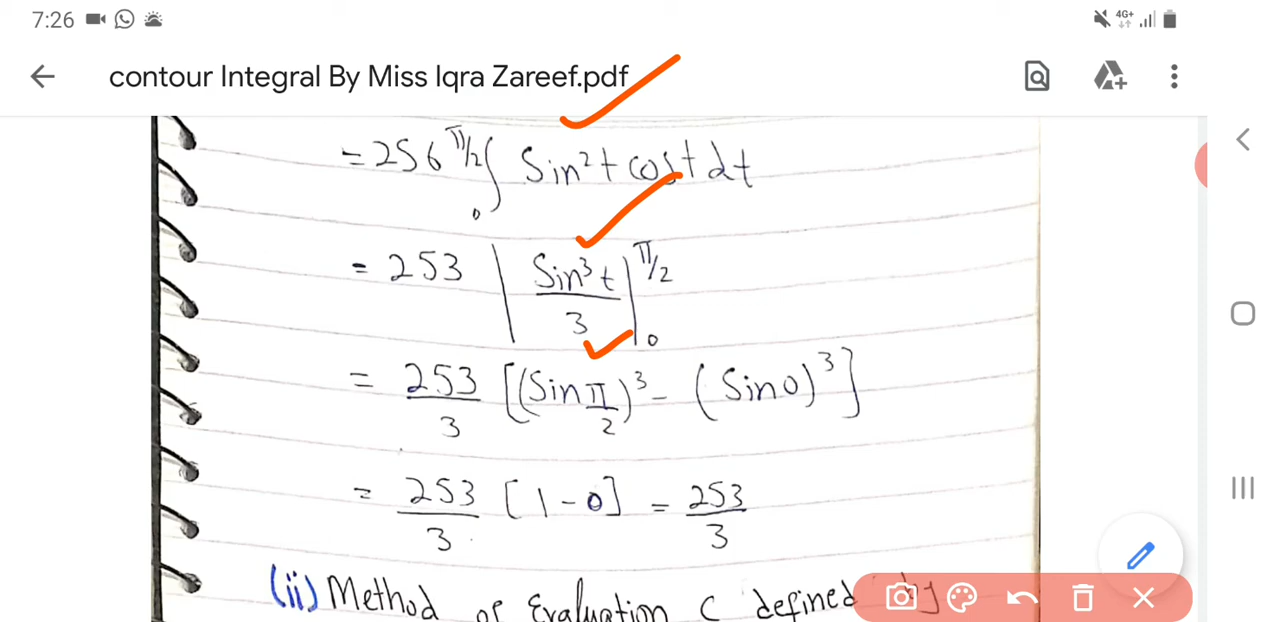 7:26
4G+
contour Integral By Miss Iqra Zareef.pdf
= 256 π/2 ∫ 0 Sin²t cost dt
= 253 | Sin³t / 3 | π/2 0
= 253/3 [(Sin π/2)³ - (Sin0)³]
= 253/3 [1-0] = 253/3
(ii) Method of Evaluation C defined by